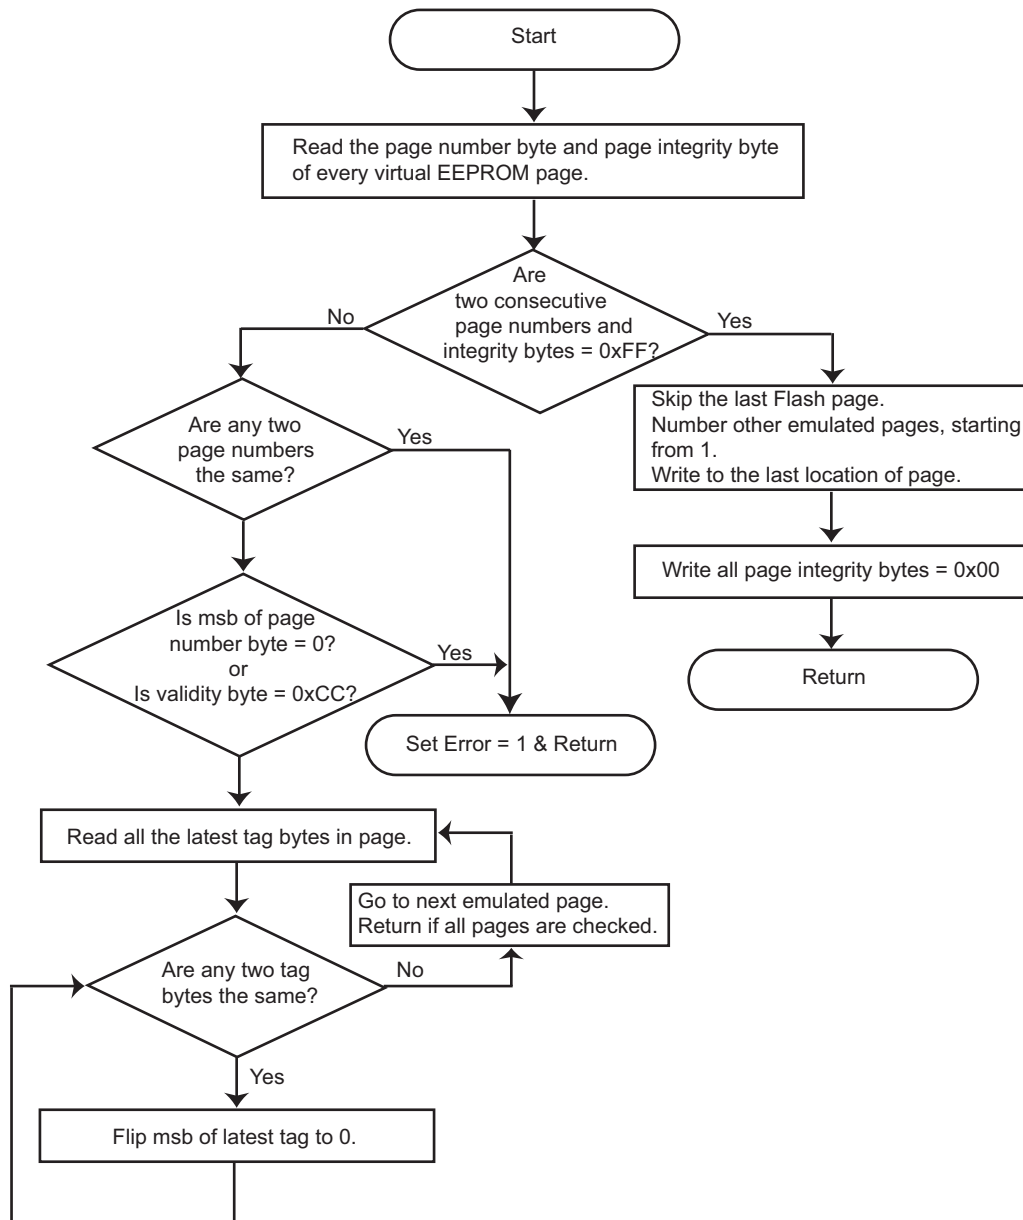 Start
Read the page number byte and page integrity byte
of every virtual EEPROM page.
Are
two consecutive
page numbers and
integrity bytes = 0xFF?
No
Yes
Skip the last Flash page.
Number other emulated pages, starting
from 1.
Write to the last location of page.
Are any two
page numbers
the same?
Yes
Write all page integrity bytes = 0x00
Is msb of page
number byte = 0?
or
Is validity byte = 0xCC?
Yes
Return
Set Error = 1 & Return
Read all the latest tag bytes in page.
Go to next emulated page.
Return if all pages are checked.
Are any two tag
bytes the same?
No
Yes
Flip msb of latest tag to 0.